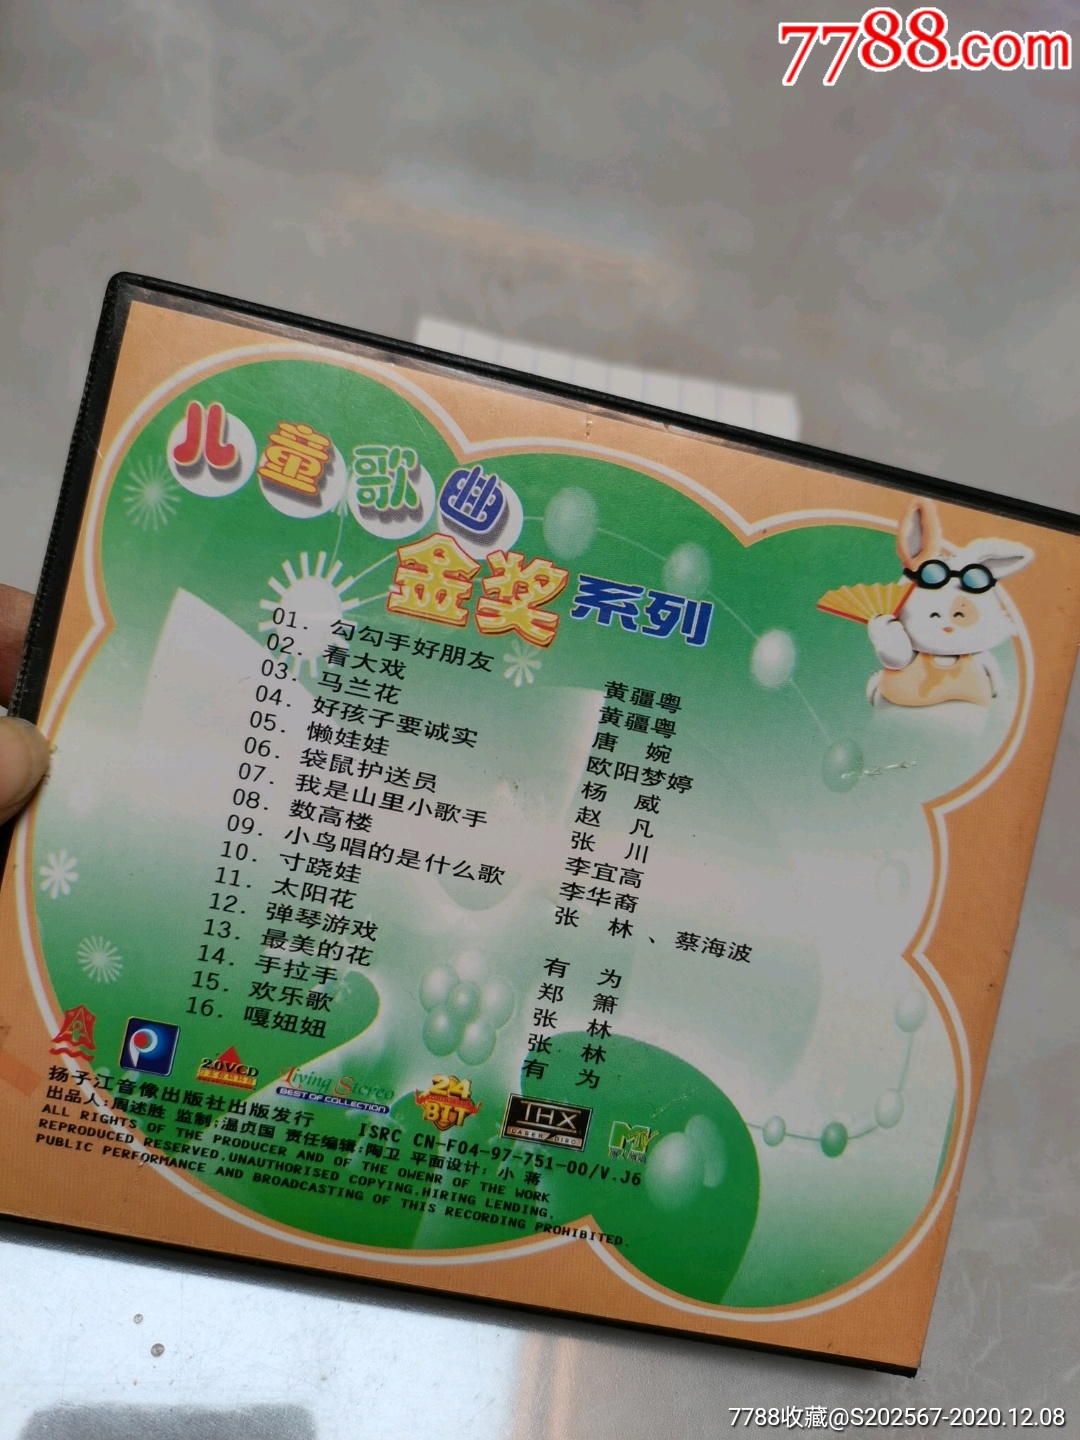 7788.com
儿童歌曲
金奖系列
01. 勾勾手好朋友 黄疆粤
02. 看大戏 黄疆粤
03. 马兰花 唐 婉
04. 好孩子要诚实 欧阳梦婷
05. 懒娃娃 杨 威
06. 袋鼠护送员 赵 凡
07. 我是山里小歌手 张 川
08. 数高楼 李宜高
09. 小鸟唱的是什么歌 李华裔
10. 寸跷娃 张 林、蔡海波
11. 太阳花
12. 弹琴游戏 有 为
13. 最美的花 郑 箫
14. 手拉手 张 林
15. 欢乐歌 张 林
16. 嘎妞妞 有 为
2.0VCD
Living Stereo
BEST OF COLLECTION
24 BIT
THX
LASER DISC
MTV
扬子江音像出版社出版发行 ISRC CN-F04-97-751-00/V.J6
出品人:周述胜 监制:温贞国 责任编辑:陶卫 平面设计: 小 蒋
ALL RIGHTS OF THE PRODUCER AND OF THE OWENR OF THE WORK
REPRODUCED RESERVED.UNAUTHORISED COPYING,HIRING LENDING,
PUBLIC PERFORMANCE AND BROADCASTING OF THIS RECORDING PROHIBITED.
7788收藏@S202567-2020.12.08